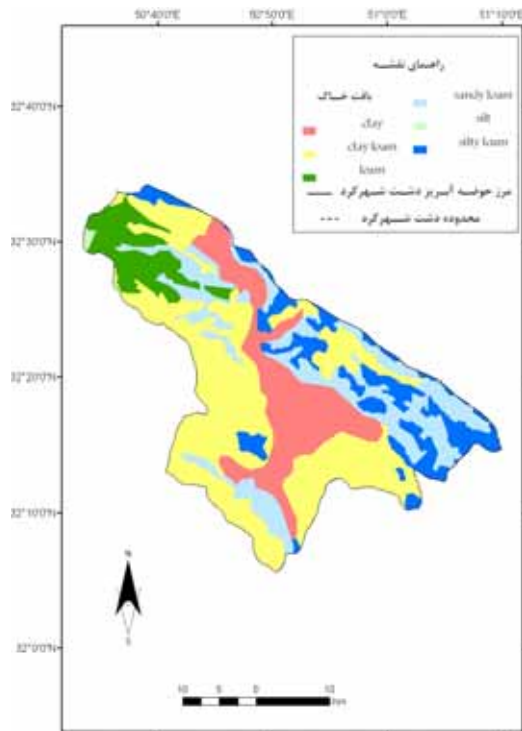 50°40'0"E 50°50'0"E 51°0'0"E 51°10'0"E
راهنمای نقشه
بافت خاک
clay
clay loam
loam
sandy loam
silt
silty loam
مرز حوضه آبریز دشت شهرکرد
محدوده دشت شهرکرد
32°40'0"N
32°30'0"N
32°20'0"N
32°10'0"N
32°0'0"N
N
S
10 5 0 10